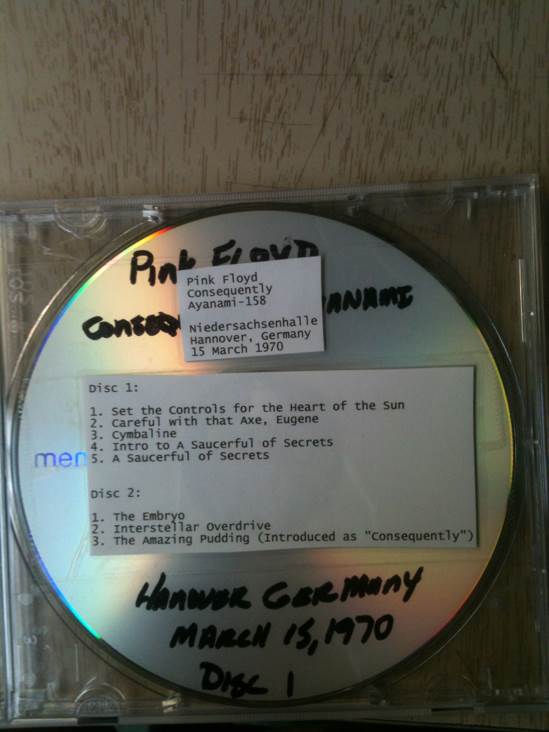 Pink Floyd
Pink Floyd
Consequently
Ayanami-158
Niedersachsenhalle
Hannover, Germany
15 March 1970
Disc 1:
1. Set the Controls for the Heart of the Sun
2. Careful with that Axe, Eugene
3. Cymbaline
4. Intro to A Saucerful of Secrets
5. A Saucerful of Secrets
Disc 2:
1. The Embryo
2. Interstellar Overdrive
3. The Amazing Pudding (Introduced as "Consequently")
Hanover Germany
March 15, 1970
Disc 1